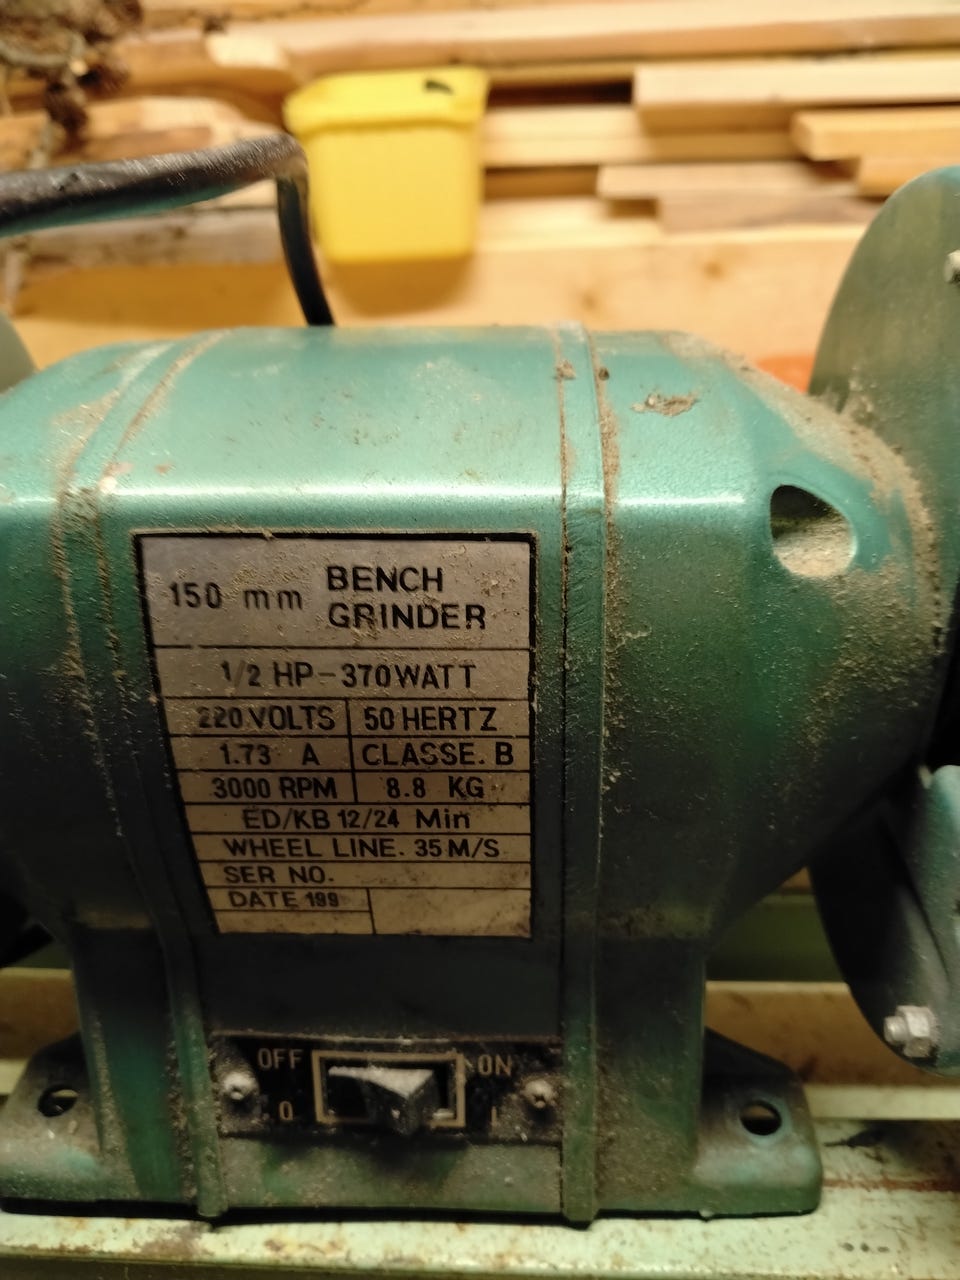 150 mm BENCH
GRINDER
1/2 HP-370WATT
220 VOLTS 50 HERTZ
1.73 A CLASSE. B
3000 RPM 8.8 KG
ED/KB 12/24 Min
WHEEL LINE. 35 M/S
SER NO.
DATE 199
OFF ON
0 I